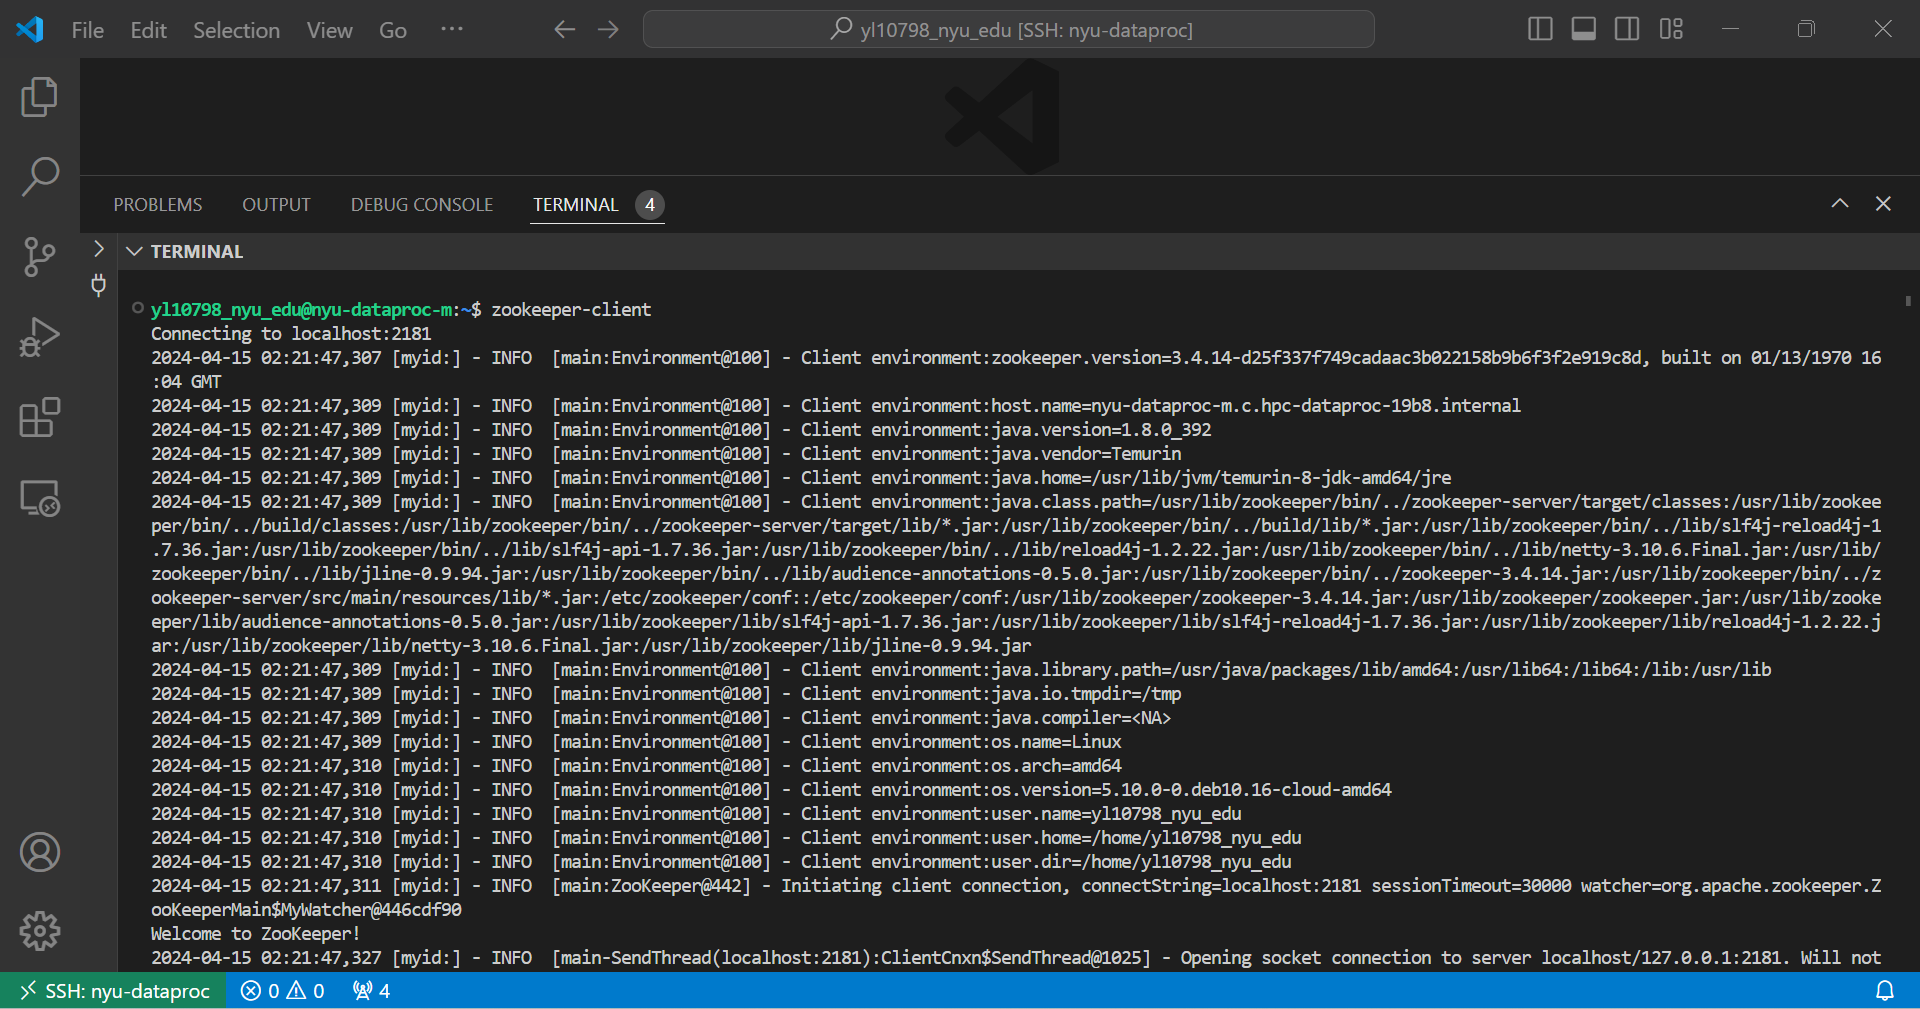 File Edit Selection View Go ··· yl10798_nyu_edu [SSH: nyu-dataproc]
PROBLEMS OUTPUT DEBUG CONSOLE TERMINAL 4
TERMINAL
yl10798_nyu_edu@nyu-dataproc-m:~$ zookeeper-client
Connecting to localhost:2181
2024-04-15 02:21:47,307 [myid:] - INFO  [main:Environment@100] - Client environment:zookeeper.version=3.4.14-d25f337f749cadaac3b022158b9b6f3f2e919c8d, built on 01/13/1970 16
:04 GMT
2024-04-15 02:21:47,309 [myid:] - INFO  [main:Environment@100] - Client environment:host.name=nyu-dataproc-m.c.hpc-dataproc-19b8.internal
2024-04-15 02:21:47,309 [myid:] - INFO  [main:Environment@100] - Client environment:java.version=1.8.0_392
2024-04-15 02:21:47,309 [myid:] - INFO  [main:Environment@100] - Client environment:java.vendor=Temurin
2024-04-15 02:21:47,309 [myid:] - INFO  [main:Environment@100] - Client environment:java.home=/usr/lib/jvm/temurin-8-jdk-amd64/jre
2024-04-15 02:21:47,309 [myid:] - INFO  [main:Environment@100] - Client environment:java.class.path=/usr/lib/zookeeper/bin/../zookeeper-server/target/classes:/usr/lib/zookee
per/bin/../build/classes:/usr/lib/zookeeper/bin/../zookeeper-server/target/lib/*.jar:/usr/lib/zookeeper/bin/../build/lib/*.jar:/usr/lib/zookeeper/bin/../lib/slf4j-reload4j-1
.7.36.jar:/usr/lib/zookeeper/bin/../lib/slf4j-api-1.7.36.jar:/usr/lib/zookeeper/bin/../lib/reload4j-1.2.22.jar:/usr/lib/zookeeper/bin/../lib/netty-3.10.6.Final.jar:/usr/lib/
zookeeper/bin/../lib/jline-0.9.94.jar:/usr/lib/zookeeper/bin/../lib/audience-annotations-0.5.0.jar:/usr/lib/zookeeper/bin/../zookeeper-3.4.14.jar:/usr/lib/zookeeper/bin/../z
ookeeper-server/src/main/resources/lib/*.jar:/etc/zookeeper/conf::/etc/zookeeper/conf:/usr/lib/zookeeper/zookeeper-3.4.14.jar:/usr/lib/zookeeper/zookeeper.jar:/usr/lib/zooke
eper/lib/audience-annotations-0.5.0.jar:/usr/lib/zookeeper/lib/slf4j-api-1.7.36.jar:/usr/lib/zookeeper/lib/slf4j-reload4j-1.7.36.jar:/usr/lib/zookeeper/lib/reload4j-1.2.22.j
ar:/usr/lib/zookeeper/lib/netty-3.10.6.Final.jar:/usr/lib/zookeeper/lib/jline-0.9.94.jar
2024-04-15 02:21:47,309 [myid:] - INFO  [main:Environment@100] - Client environment:java.library.path=/usr/java/packages/lib/amd64:/usr/lib64:/lib64:/lib:/usr/lib
2024-04-15 02:21:47,309 [myid:] - INFO  [main:Environment@100] - Client environment:java.io.tmpdir=/tmp
2024-04-15 02:21:47,309 [myid:] - INFO  [main:Environment@100] - Client environment:java.compiler=<NA>
2024-04-15 02:21:47,309 [myid:] - INFO  [main:Environment@100] - Client environment:os.name=Linux
2024-04-15 02:21:47,310 [myid:] - INFO  [main:Environment@100] - Client environment:os.arch=amd64
2024-04-15 02:21:47,310 [myid:] - INFO  [main:Environment@100] - Client environment:os.version=5.10.0-0.deb10.16-cloud-amd64
2024-04-15 02:21:47,310 [myid:] - INFO  [main:Environment@100] - Client environment:user.name=yl10798_nyu_edu
2024-04-15 02:21:47,310 [myid:] - INFO  [main:Environment@100] - Client environment:user.home=/home/yl10798_nyu_edu
2024-04-15 02:21:47,310 [myid:] - INFO  [main:Environment@100] - Client environment:user.dir=/home/yl10798_nyu_edu
2024-04-15 02:21:47,311 [myid:] - INFO  [main:ZooKeeper@442] - Initiating client connection, connectString=localhost:2181 sessionTimeout=30000 watcher=org.apache.zookeeper.Z
ooKeeperMain$MyWatcher@446cdf90
Welcome to ZooKeeper!
2024-04-15 02:21:47,327 [myid:] - INFO  [main-SendThread(localhost:2181):ClientCnxn$SendThread@1025] - Opening socket connection to server localhost/127.0.0.1:2181. Will not
SSH: nyu-dataproc 0 0 4